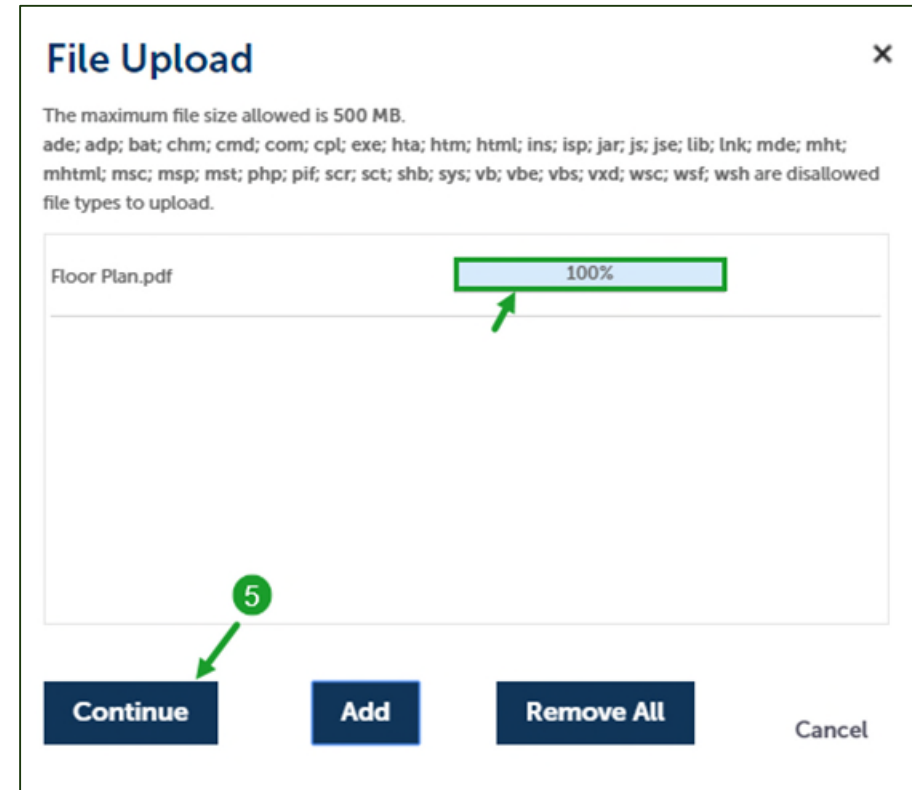 File Upload
×
The maximum file size allowed is 500 MB.
ade; adp; bat; chm; cmd; com; cpl; exe; hta; htm; html; ins; isp; jar; js; jse; lib; lnk; mde; mht;
mhtml; msc; msp; mst; php; pif; scr; sct; shb; sys; vb; vbe; vbs; vxd; wsc; wsf; wsh are disallowed
file types to upload.
Floor Plan.pdf 100%
5
Continue Add Remove All Cancel